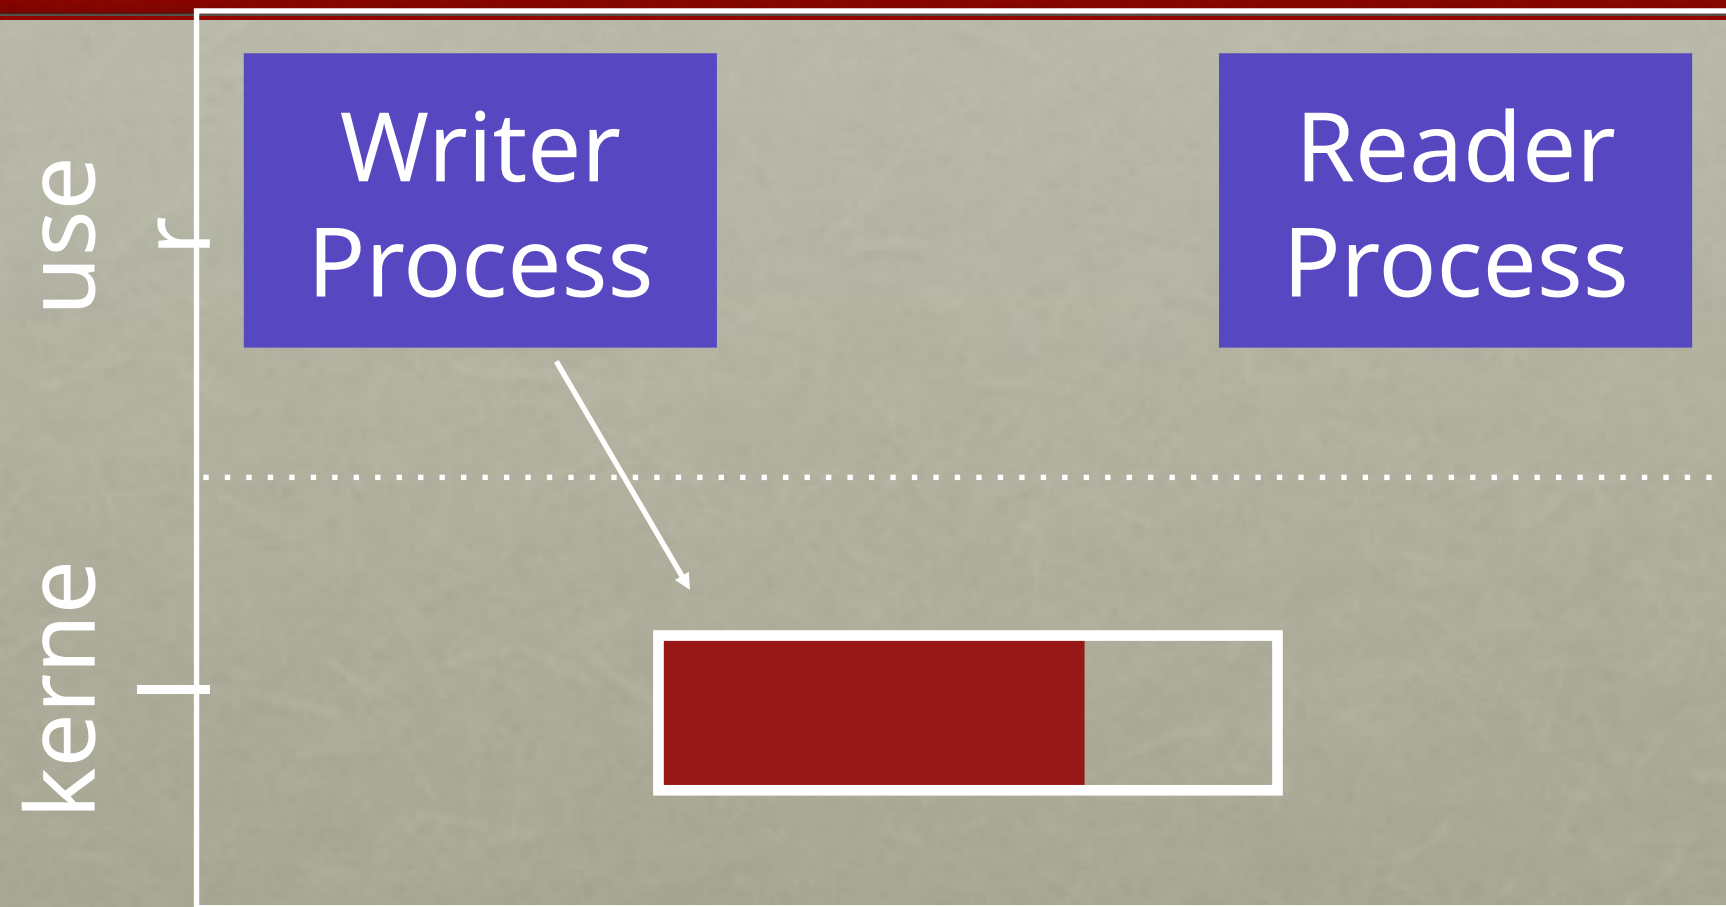 Writer
Process
Reader
Process
use
r
kerne
l